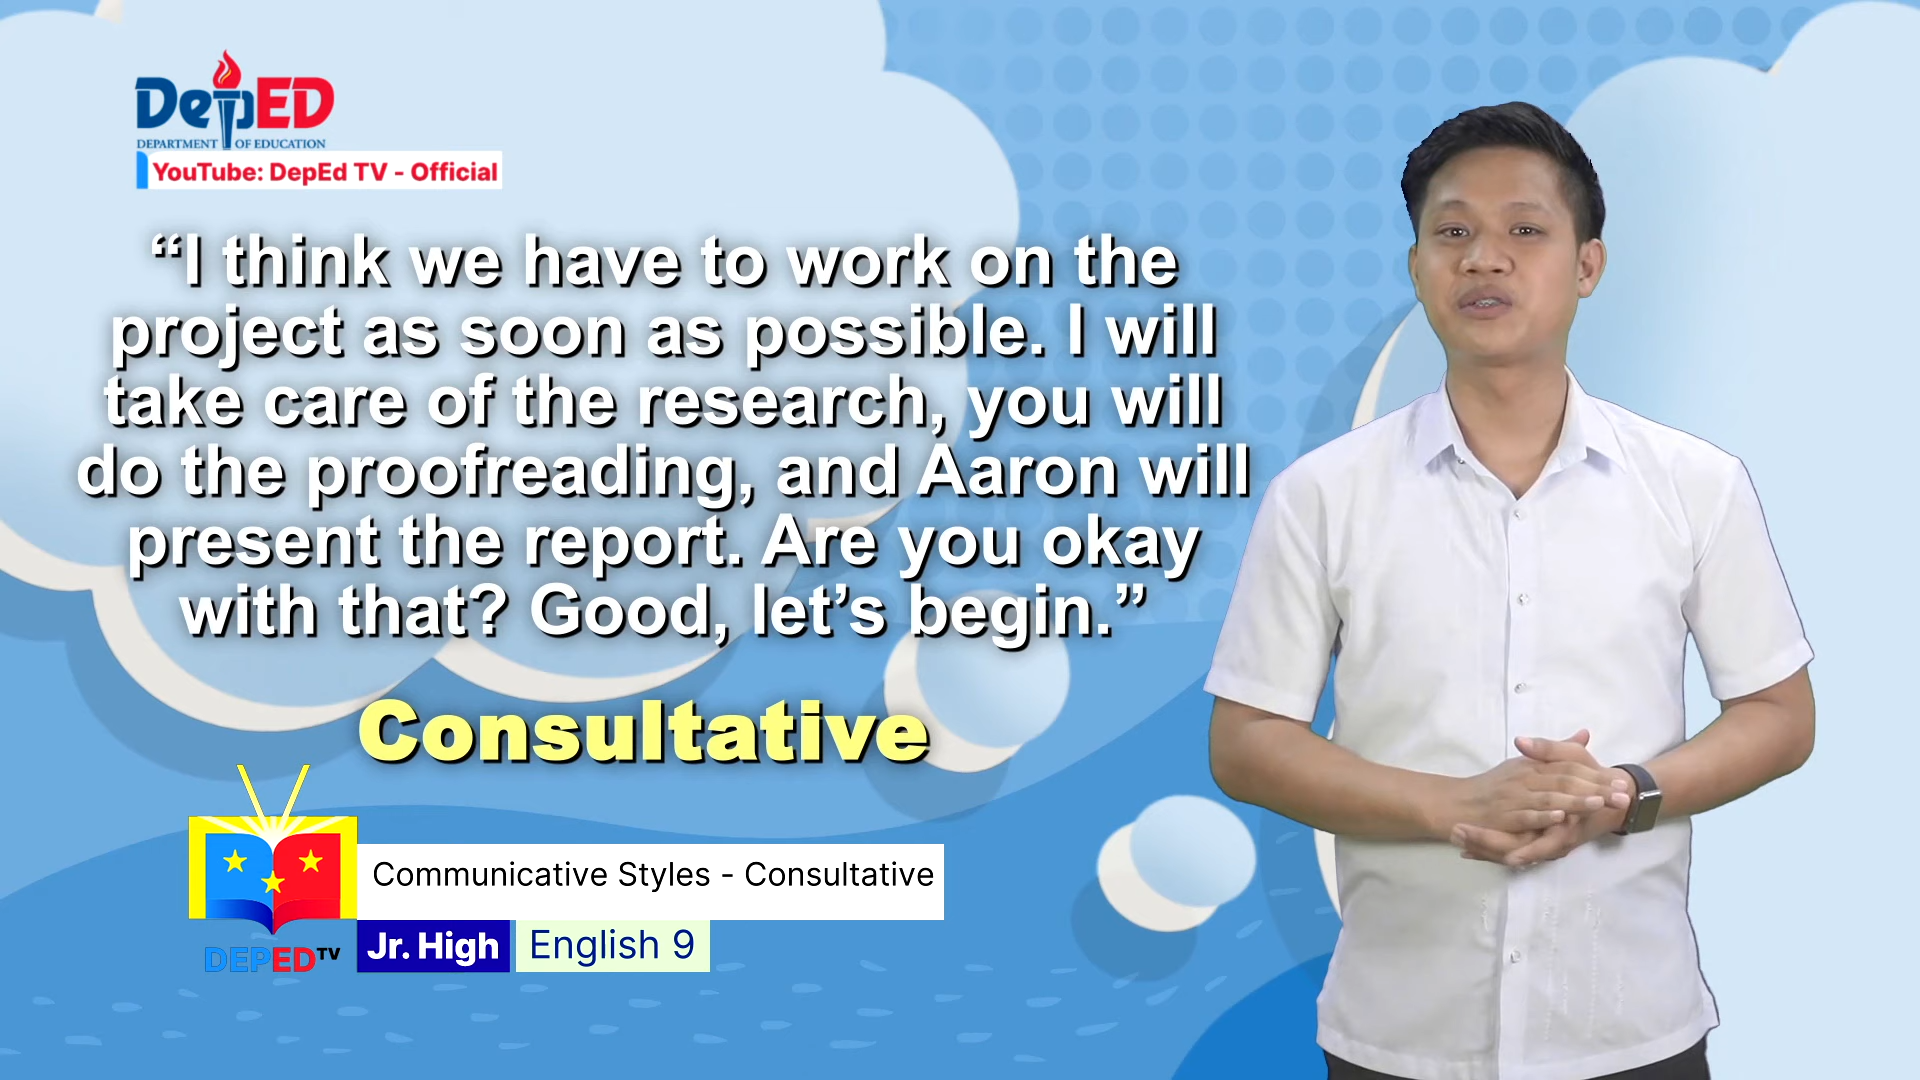 DepED
DEPARTMENT OF EDUCATION
YouTube: DepEd TV - Official
“I think we have to work on the
project as soon as possible. I will
take care of the research, you will
do the proofreading, and Aaron will
present the report. Are you okay
with that? Good, let’s begin.”
Consultative
Communicative Styles - Consultative
DEPED TV
Jr. High
English 9